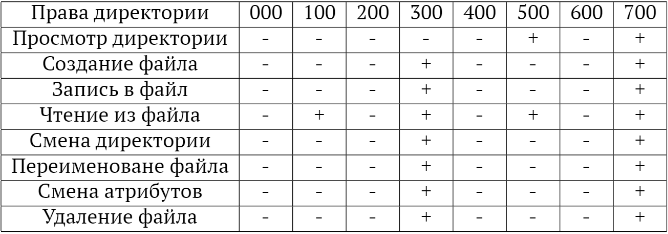 Права директории 000 100 200 300 400 500 600 700
Просмотр директории - - - - - + - +
Создание файла - - - + - - - +
Запись в файл - - - + - - - +
Чтение из файла - + - + - + - +
Смена директории - - - + - - - +
Переименоване файла - - - + - - - +
Смена атрибутов - - - + - - - +
Удаление файла - - - + - - - +